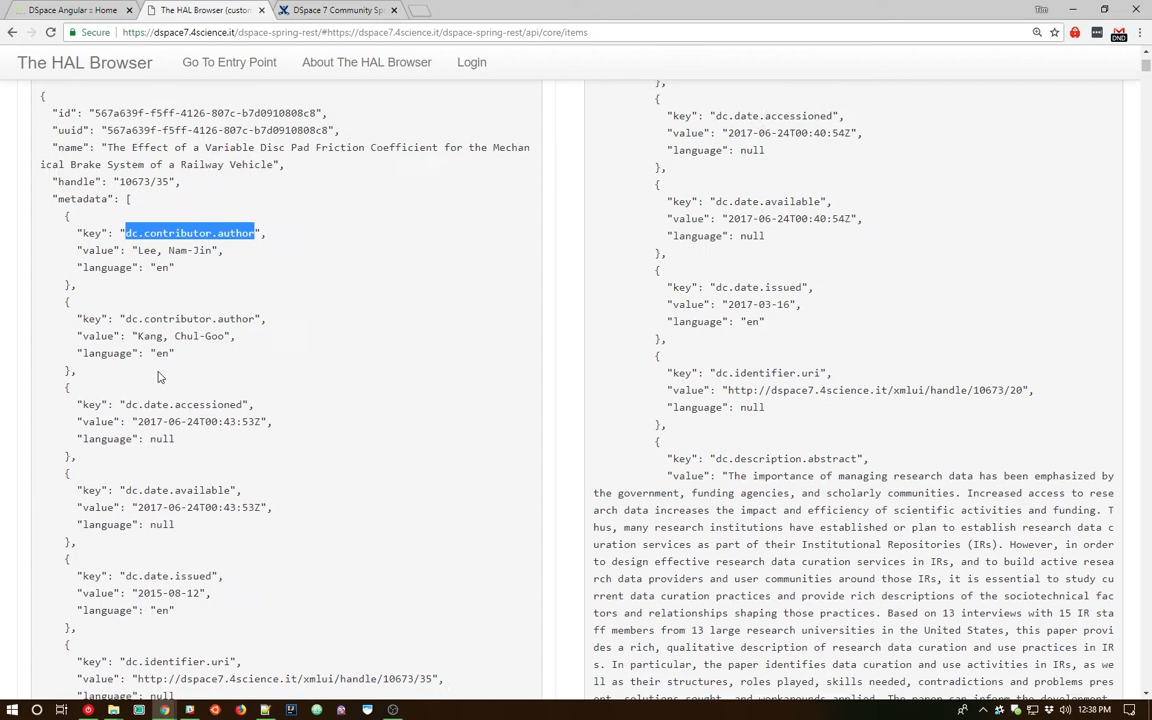 DSpace Angular :: Home
The HAL Browser (custom
DSpace 7 Community Sp
Tim
Secure
https://dspace7.4science.it/dspace-spring-rest/#https://dspace7.4science.it/dspace-spring-rest/api/core/items
DND
The HAL Browser
Go To Entry Point
About The HAL Browser
Login
{
"id": "567a639f-f5ff-4126-807c-b7d0910808c8",
"uuid": "567a639f-f5ff-4126-807c-b7d0910808c8",
"name": "The Effect of a Variable Disc Pad Friction Coefficient for the Mechan
ical Brake System of a Railway Vehicle",
"handle": "10673/35",
"metadata": [
{
"key": "dc.contributor.author",
"value": "Lee, Nam-Jin",
"language": "en"
},
{
"key": "dc.contributor.author",
"value": "Kang, Chul-Goo",
"language": "en"
},
{
"key": "dc.date.accessioned",
"value": "2017-06-24T00:43:53Z",
"language": null
},
{
"key": "dc.date.available",
"value": "2017-06-24T00:43:53Z",
"language": null
},
{
"key": "dc.date.issued",
"value": "2015-08-12",
"language": "en"
},
{
"key": "dc.identifier.uri",
"value": "http://dspace7.4science.it/xmlui/handle/10673/35",
"language": null
},
{
"key": "dc.date.accessioned",
"value": "2017-06-24T00:40:54Z",
"language": null
},
{
"key": "dc.date.available",
"value": "2017-06-24T00:40:54Z",
"language": null
},
{
"key": "dc.date.issued",
"value": "2017-03-16",
"language": "en"
},
{
"key": "dc.identifier.uri",
"value": "http://dspace7.4science.it/xmlui/handle/10673/20",
"language": null
},
{
"key": "dc.description.abstract",
"value": "The importance of managing research data has been emphasized by
the government, funding agencies, and scholarly communities. Increased access to rese
arch data increases the impact and efficiency of scientific activities and funding. T
hus, many research institutions have established or plan to establish research data c
uration services as part of their Institutional Repositories (IRs). However, in order
to design effective research data curation services in IRs, and to build active resea
rch data providers and user communities around those IRs, it is essential to study cu
rrent data curation practices and provide rich descriptions of the sociotechnical fac
tors and relationships shaping those practices. Based on 13 interviews with 15 IR sta
ff members from 13 large research universities in the United States, this paper provi
des a rich, qualitative description of research data curation and use practices in IR
s. In particular, the paper identifies data curation and use activities in IRs, as we
ll as their structures, roles played, skills needed, contradictions and problems pres
ent, solutions sought, and workarounds applied. The paper can inform the development
12:38 PM